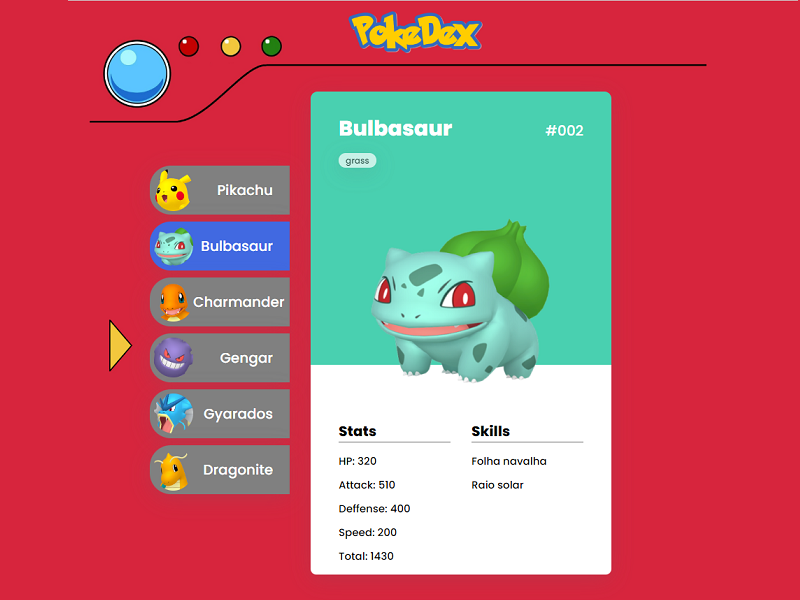 PokeDex
Bulbasaur
#002
grass
Pikachu
Bulbasaur
Charmander
Gengar
Gyarados
Dragonite
Stats
HP: 320
Attack: 510
Deffense: 400
Speed: 200
Total: 1430
Skills
Folha navalha
Raio solar